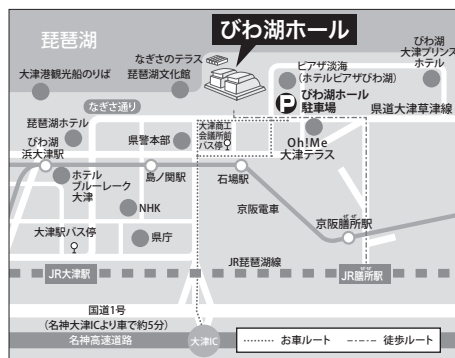 びわ湖ホール
琵琶湖
なぎさのテラス
大津港観光船のりば
琵琶湖文化館
ピアザ淡海
(ホテルピアザびわ湖)
びわ湖
大津プリンス
ホテル
なぎさ通り
P
びわ湖ホール
駐車場
県道大津草津線
琵琶湖ホテル
県警本部
大津商工
会議所前
バス停
Oh!Me
大津テラス
びわ湖
浜大津駅
島ノ関駅
石場駅
ホテル
ブルーレーク
大津
NHK
京阪電車
ぜぜ
京阪膳所駅
大津駅バス停
県庁
JR琵琶湖線
JR大津駅
ぜぜ
JR膳所駅
国道1号
(名神大津ICより車で約5分)
名神高速道路
大津IC
お車ルート
徒歩ルート